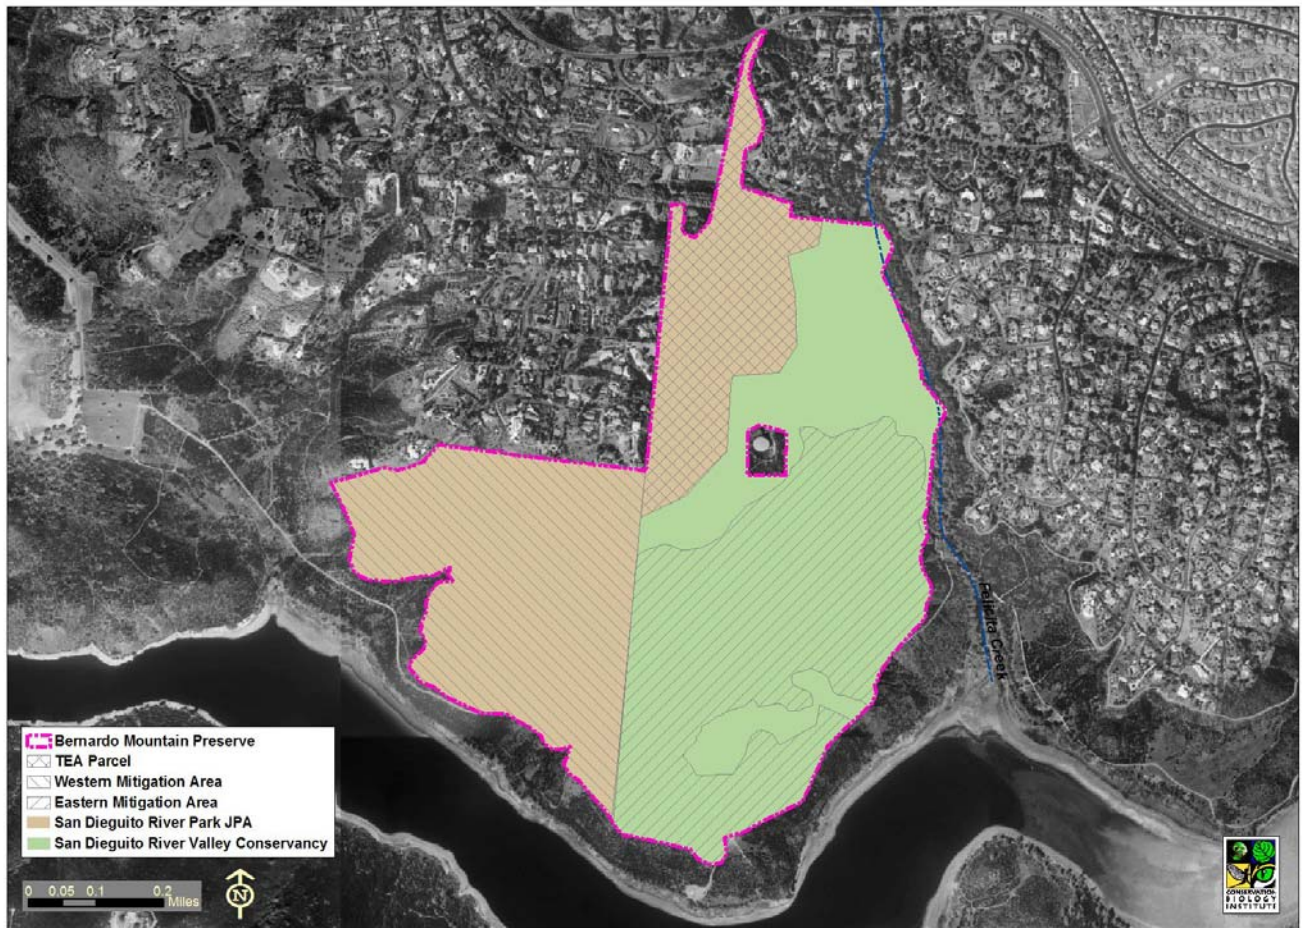 Felicita Creek
Bernardo Mountain Preserve
TEA Parcel
Western Mitigation Area
Eastern Mitigation Area
San Dieguito River Park JPA
San Dieguito River Valley Conservancy
0 0.05 0.1 0.2
Miles
N
CONSERVATION
BIOLOGY
INSTITUTE